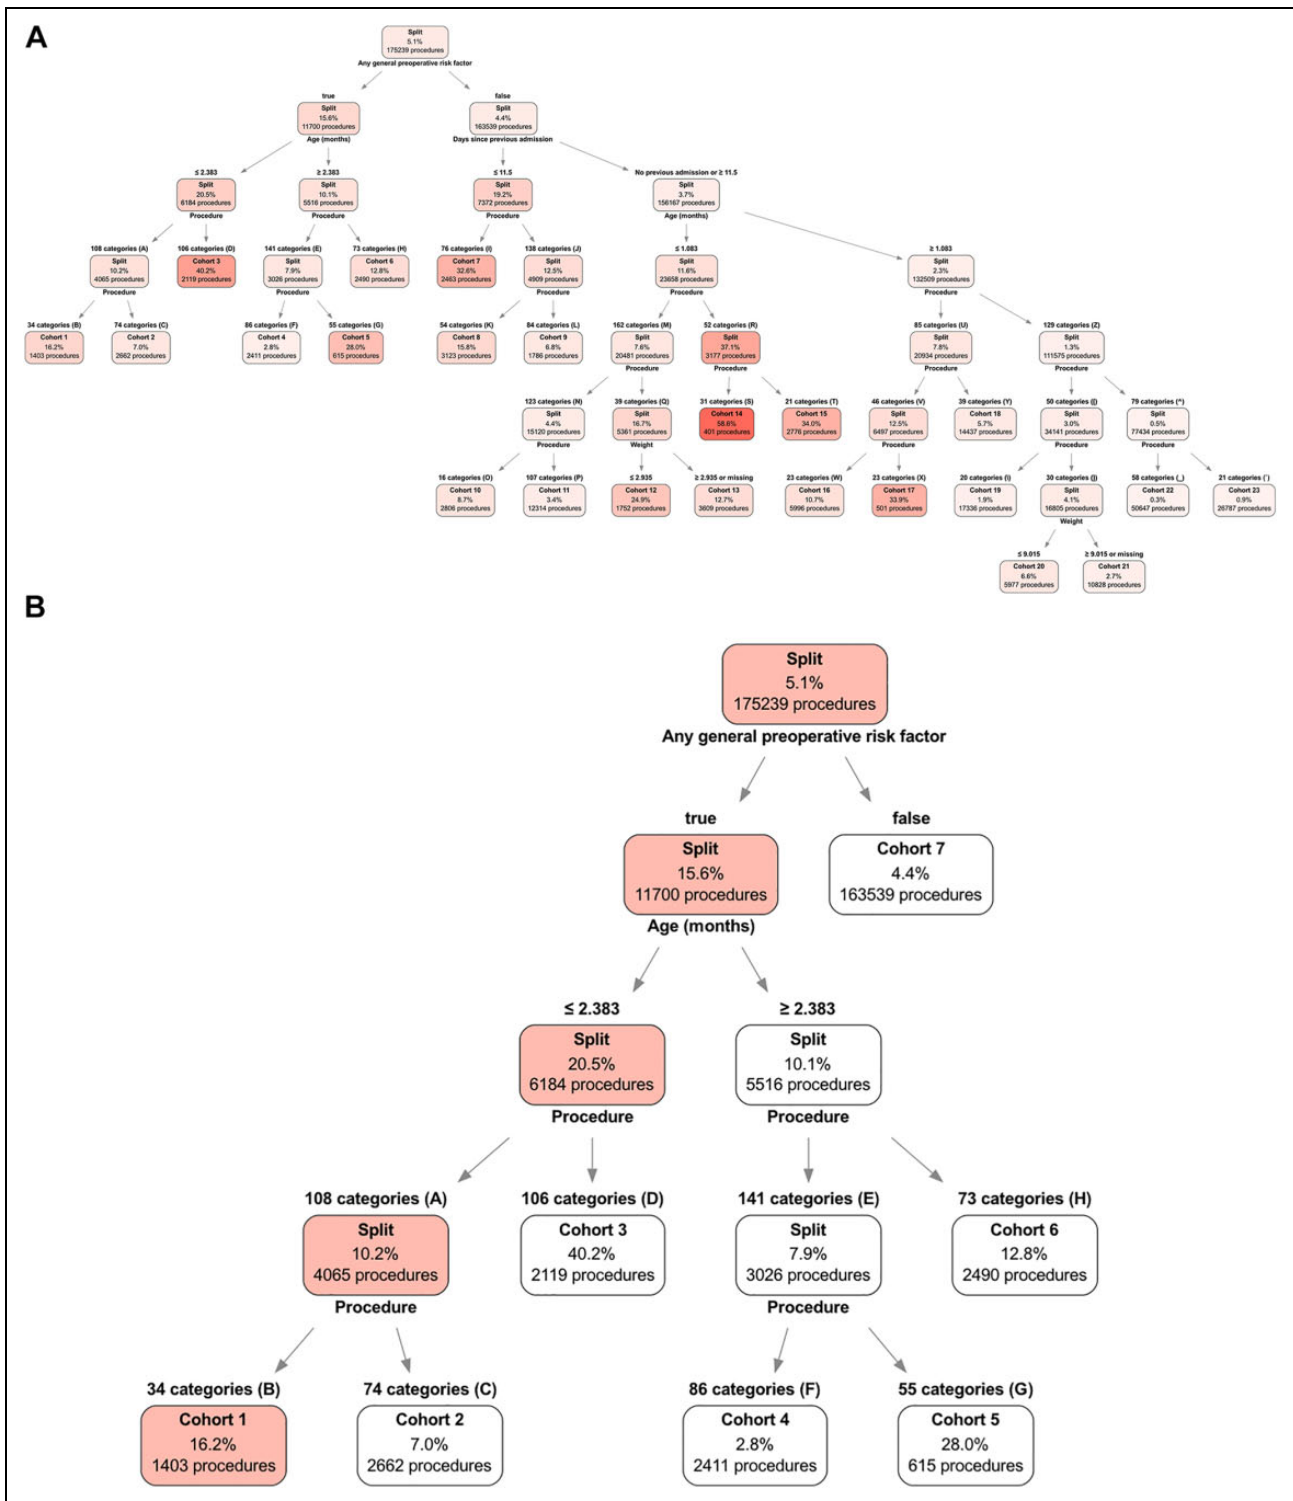 A
Split
5.1%
175239 procedures
Any general preoperative risk factor
true
false
Split
15.6%
11700 procedures
Age (months)
Split
4.4%
163539 procedures
Days since previous admission
≤ 2.383
≥ 2.383
≤ 11.5
No previous admission or ≥ 11.5
Split
20.5%
6184 procedures
Procedure
Split
10.1%
5516 procedures
Procedure
Split
19.2%
7372 procedures
Procedure
Split
3.7%
156167 procedures
Age (months)
108 categories (A)
106 categories (D)
141 categories (E)
73 categories (H)
76 categories (I)
138 categories (J)
≤ 1.083
≥ 1.083
Split
10.2%
4065 procedures
Procedure
Cohort 3
40.2%
2119 procedures
Split
7.9%
3026 procedures
Procedure
Cohort 6
12.8%
2490 procedures
Cohort 7
32.6%
2463 procedures
Split
12.5%
4909 procedures
Procedure
Split
11.6%
23658 procedures
Procedure
Split
2.3%
132509 procedures
Procedure
34 categories (B)
74 categories (C)
86 categories (F)
55 categories (G)
54 categories (K)
84 categories (L)
162 categories (M)
52 categories (R)
85 categories (U)
129 categories (Z)
Cohort 1
16.2%
1403 procedures
Cohort 2
7.0%
2662 procedures
Cohort 4
2.8%
2411 procedures
Cohort 5
28.0%
615 procedures
Cohort 8
15.8%
3123 procedures
Cohort 9
6.8%
1786 procedures
Split
7.6%
20481 procedures
Procedure
Split
37.1%
3177 procedures
Procedure
Split
7.8%
20934 procedures
Procedure
Split
1.3%
111575 procedures
Procedure
123 categories (N)
39 categories (Q)
31 categories (S)
21 categories (T)
46 categories (V)
39 categories (Y)
50 categories ([)
79 categories (^)
Split
4.4%
15120 procedures
Procedure
Split
16.7%
5361 procedures
Weight
Cohort 14
58.6%
401 procedures
Cohort 15
34.0%
2776 procedures
Split
12.5%
6497 procedures
Procedure
Cohort 18
5.7%
14437 procedures
Split
3.0%
34141 procedures
Procedure
Split
0.5%
77434 procedures
Procedure
16 categories (O)
107 categories (P)
≤ 2.935
≥ 2.935 or missing
23 categories (W)
23 categories (X)
20 categories (\)
30 categories (])
58 categories (_)
21 categories (`)
Cohort 10
8.7%
2806 procedures
Cohort 11
3.4%
12314 procedures
Cohort 12
24.9%
1752 procedures
Cohort 13
12.7%
3609 procedures
Cohort 16
10.7%
5996 procedures
Cohort 17
33.9%
501 procedures
Cohort 19
1.9%
17336 procedures
Split
4.1%
16805 procedures
Weight
Cohort 22
0.3%
50647 procedures
Cohort 23
0.9%
26787 procedures
≤ 9.015
≥ 9.015 or missing
Cohort 20
6.6%
5977 procedures
Cohort 21
2.7%
10828 procedures
B
Split
5.1%
175239 procedures
Any general preoperative risk factor
true
false
Split
15.6%
11700 procedures
Age (months)
Cohort 7
4.4%
163539 procedures
≤ 2.383
≥ 2.383
Split
20.5%
6184 procedures
Procedure
Split
10.1%
5516 procedures
Procedure
108 categories (A)
106 categories (D)
141 categories (E)
73 categories (H)
Split
10.2%
4065 procedures
Procedure
Cohort 3
40.2%
2119 procedures
Split
7.9%
3026 procedures
Procedure
Cohort 6
12.8%
2490 procedures
34 categories (B)
74 categories (C)
86 categories (F)
55 categories (G)
Cohort 1
16.2%
1403 procedures
Cohort 2
7.0%
2662 procedures
Cohort 4
2.8%
2411 procedures
Cohort 5
28.0%
615 procedures